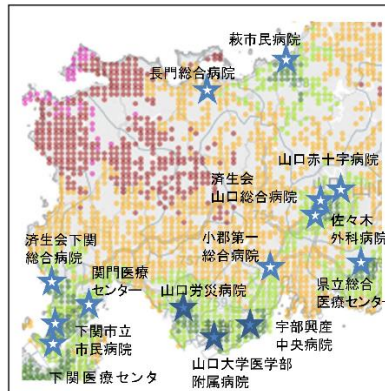 萩市民病院
長門総合病院
山口赤十字病院
済生会
山口総合病院
佐々木
外科病院
小郡第一
総合病院
済生会下関
総合病院
関門医療
センター
山口労災病院
県立総合
医療センター
下関市立
市民病院
宇部興産
中央病院
山口大学医学部
附属病院
下関医療センタ